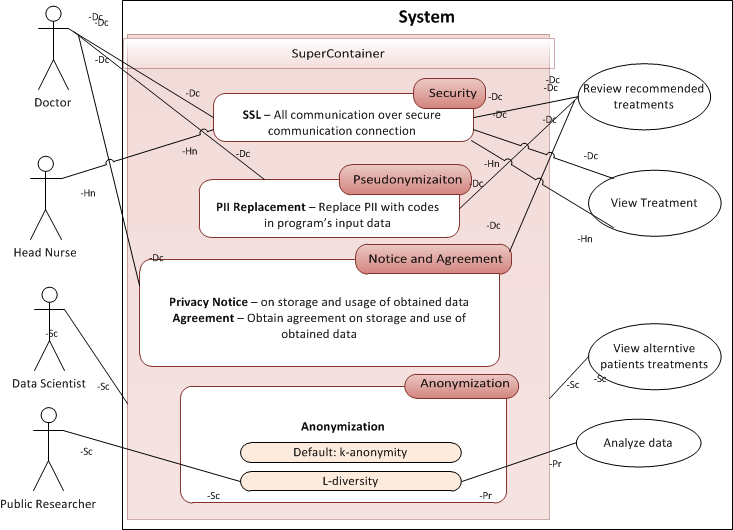 System
SuperContainer
-Dc
-Dc
-Dc
Doctor
-Dc
Security
SSL – All communication over secure
communication connection
-Dc
-Dc
-Dc
-Dc
-Dc
Review recommended
treatments
-Hn
-Dc
-Hn
-Dc
-Hn
Head Nurse
Pseudonymizaiton
PII Replacement – Replace PII with codes
in program's input data
-Dc
-Dc
View Treatment
-Hn
-Dc
Notice and Agreement
Privacy Notice – on storage and usage of obtained data
Agreement – Obtain agreement on storage and use of
obtained data
-Sc
Data Scientist
-Sc
View alterntive
patients treatments
-Sc
-Sc
Anonymization
Anonymization
Default: k-anonymity
L-diversity
-Sc
-Pr
-Sc
Public Researcher
Analyze data
-Pr